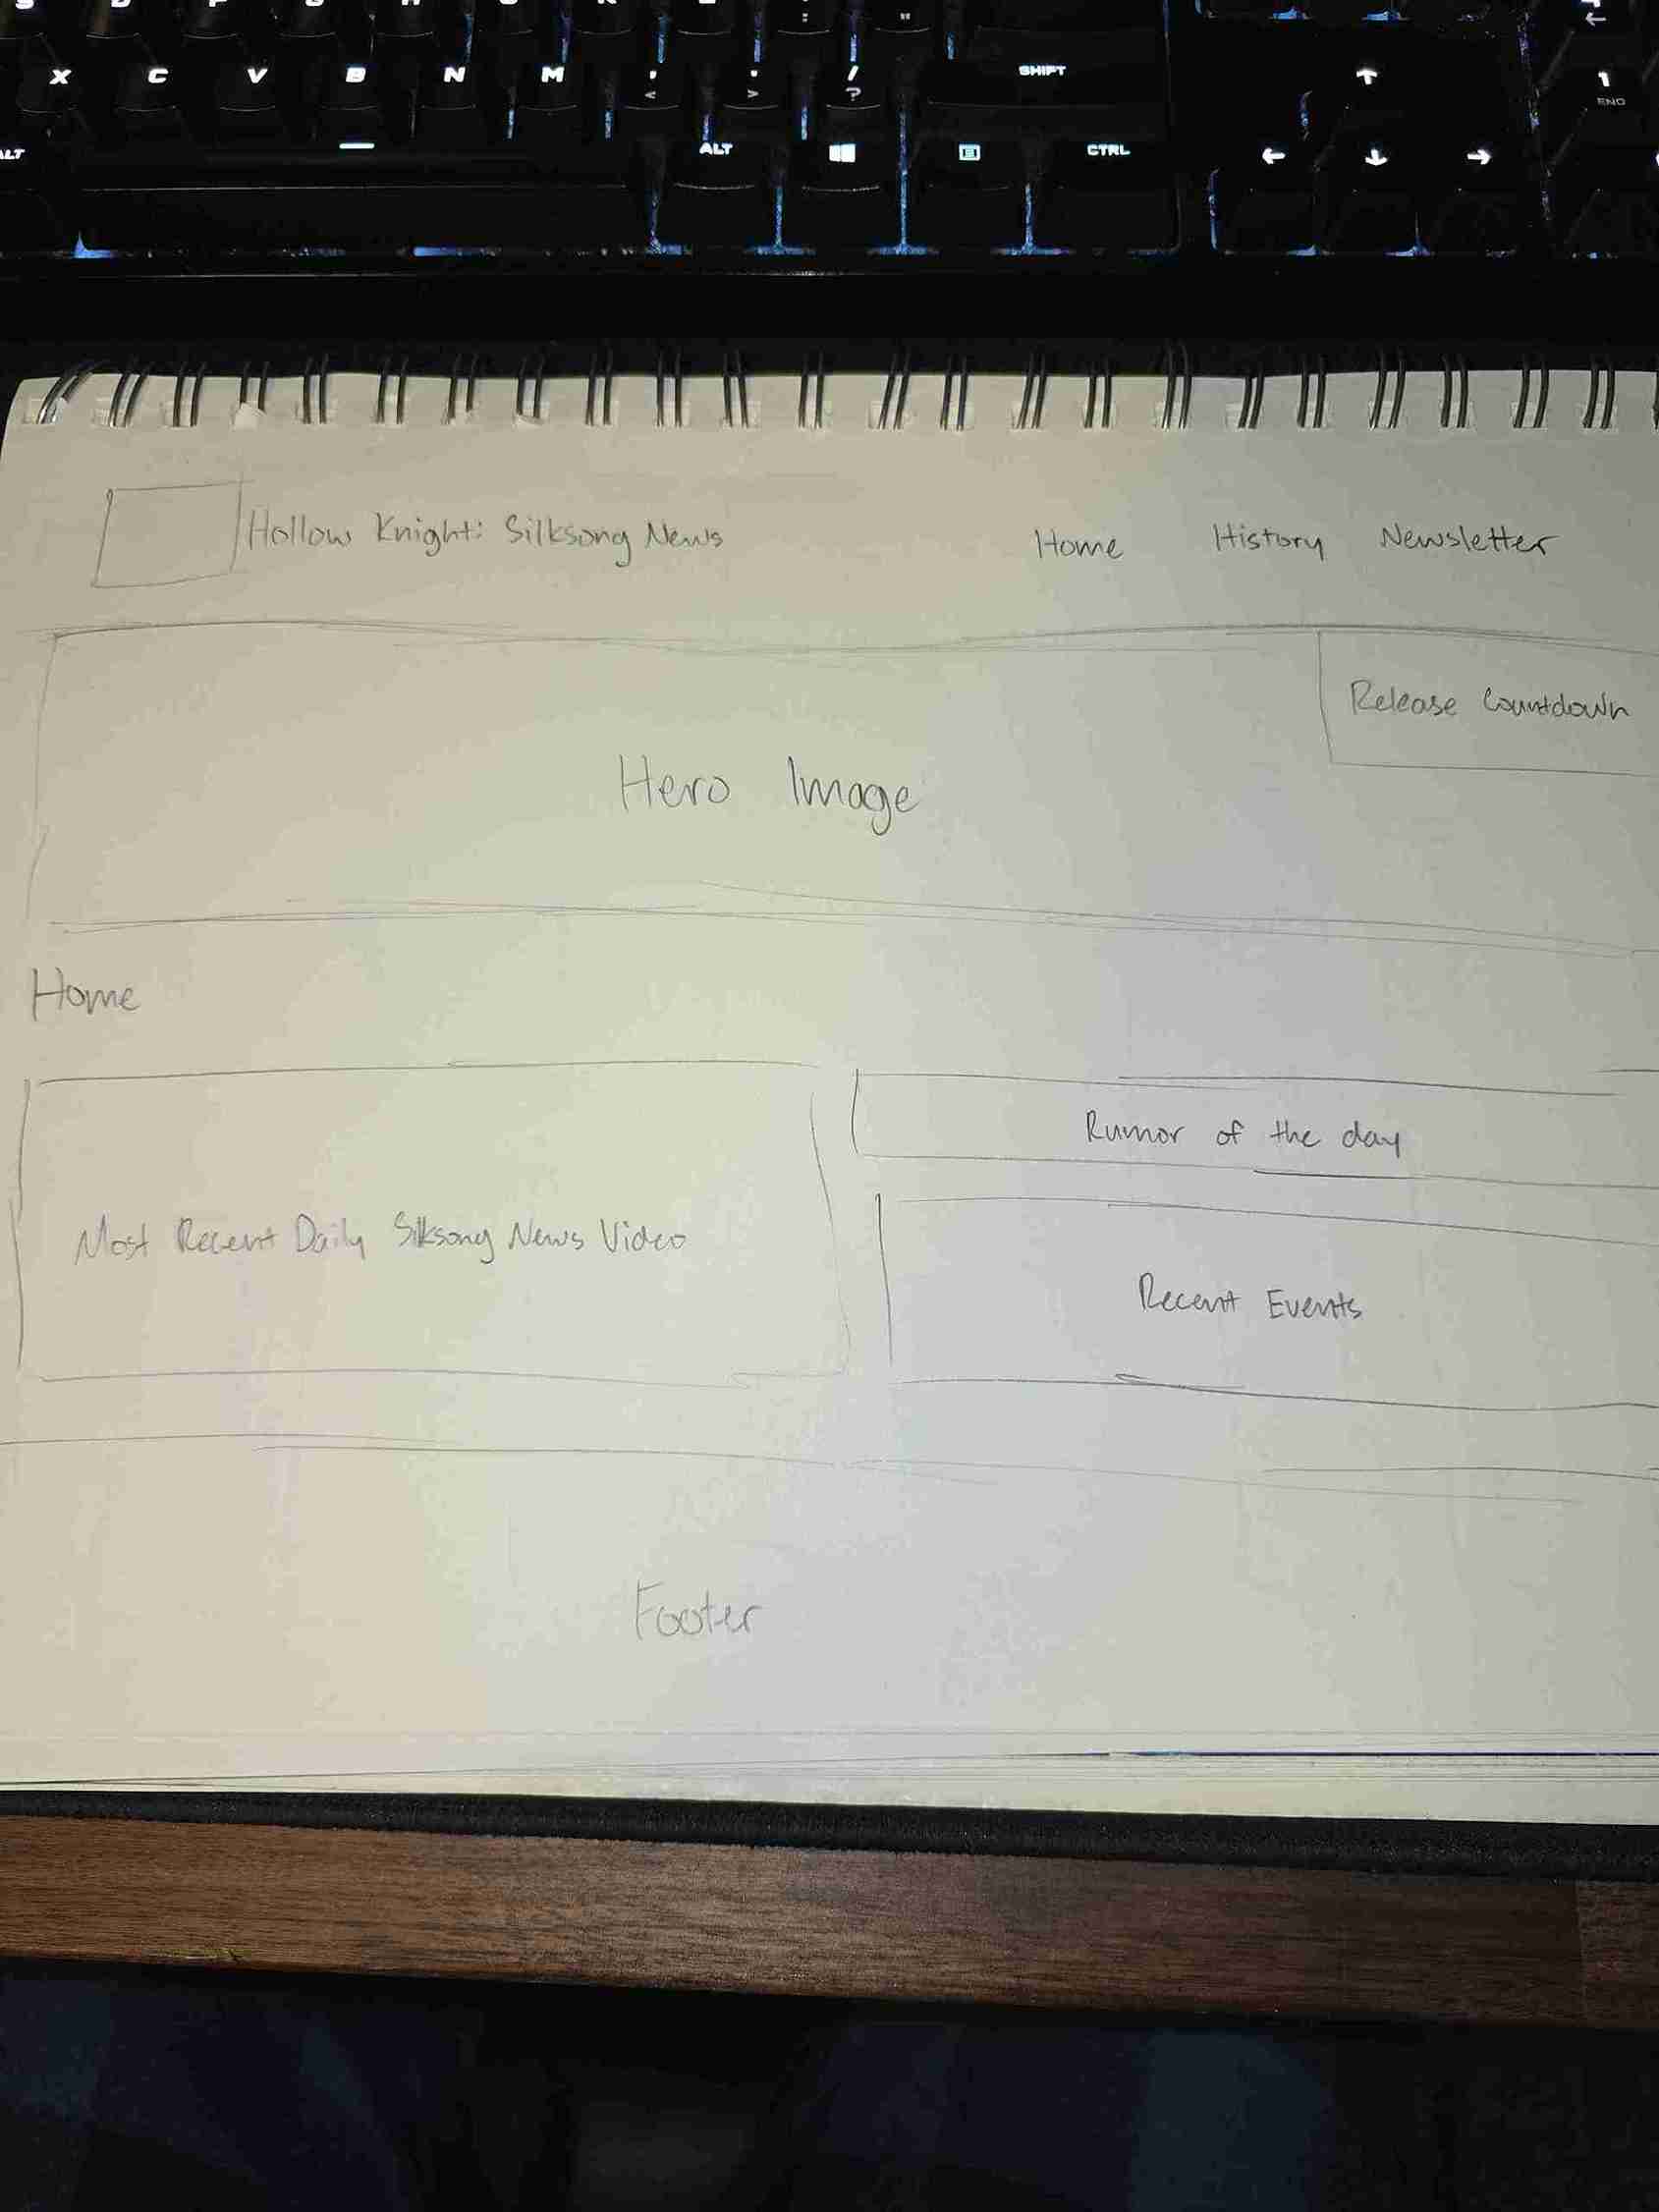 X C V B N M < > / ? SHIFT 1 END
ALT ALT CTRL
Hollow Knight: Silksong News
Home History Newsletter
Release Countdown
Hero Image
Home
Rumor of the day
Most Recent Daily Silksong News Video
Recent Events
Footer